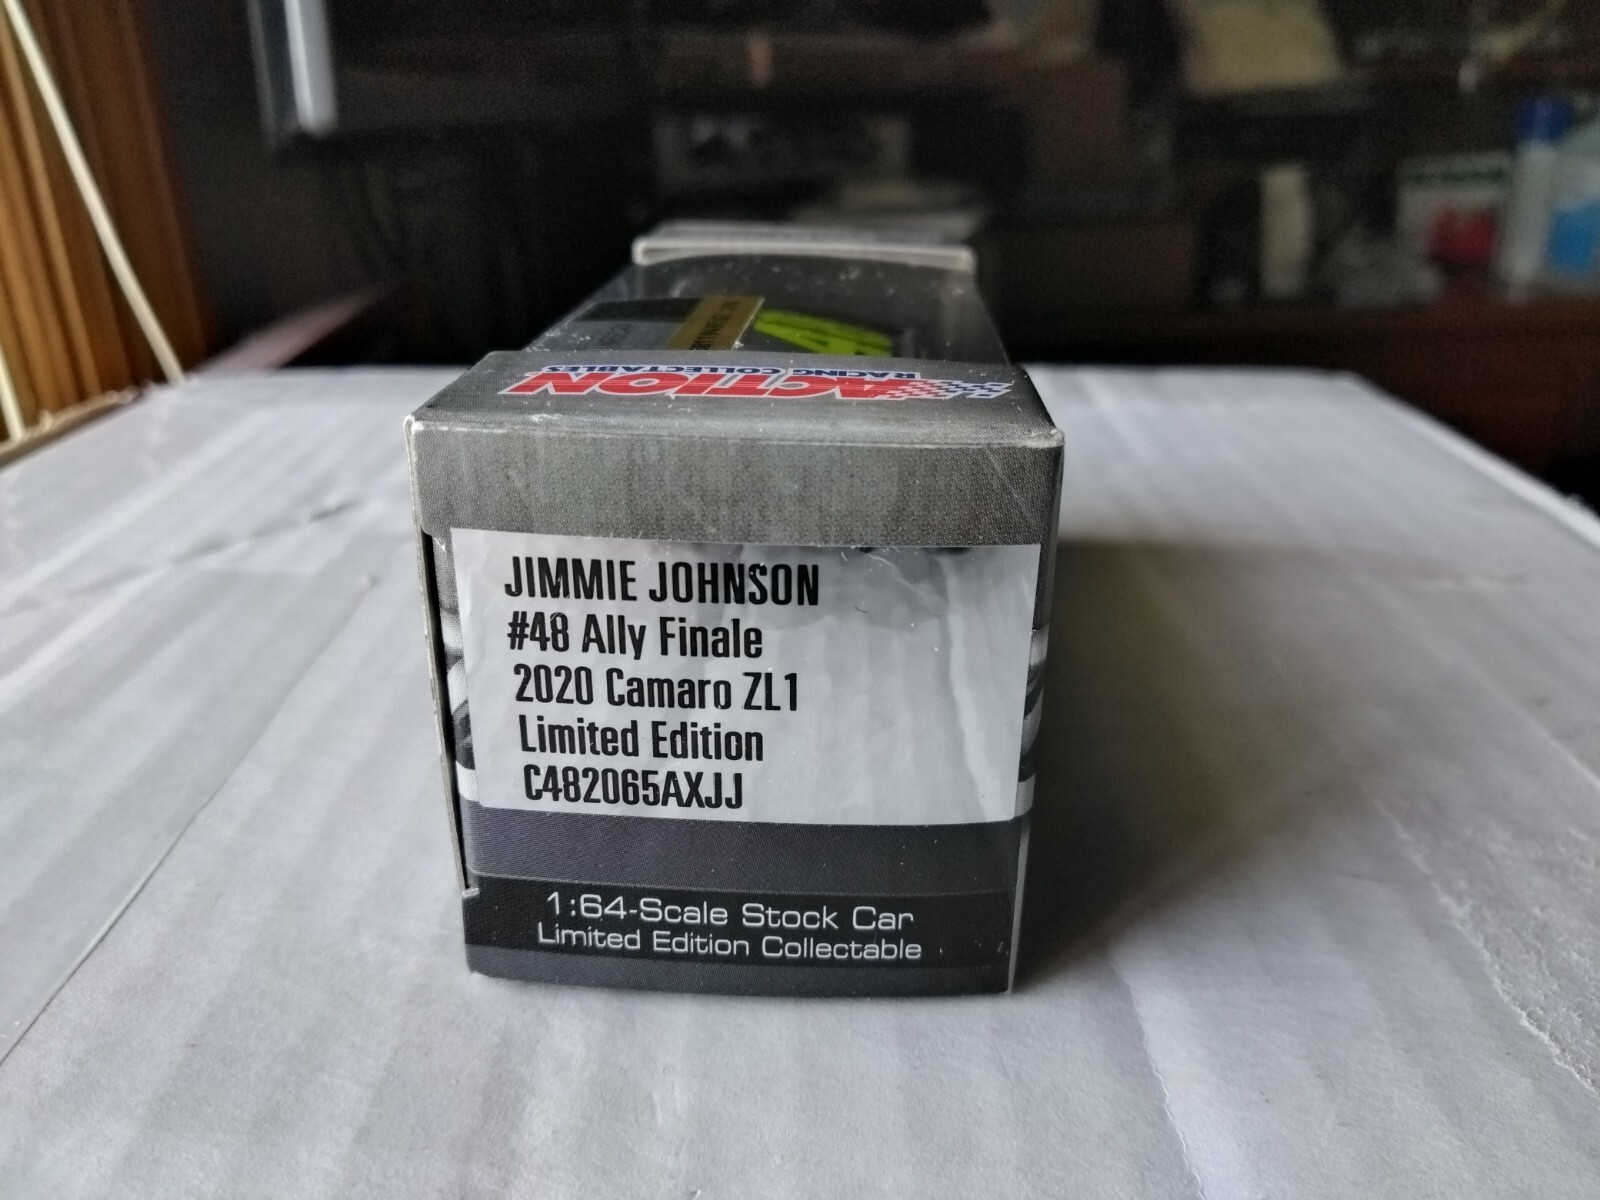 ACTION
RACING COLLECTABLES
JIMMIE JOHNSON
#48 Ally Finale
2020 Camaro ZL1
Limited Edition
C482065AXJJ
1:64-Scale Stock Car
Limited Edition Collectable